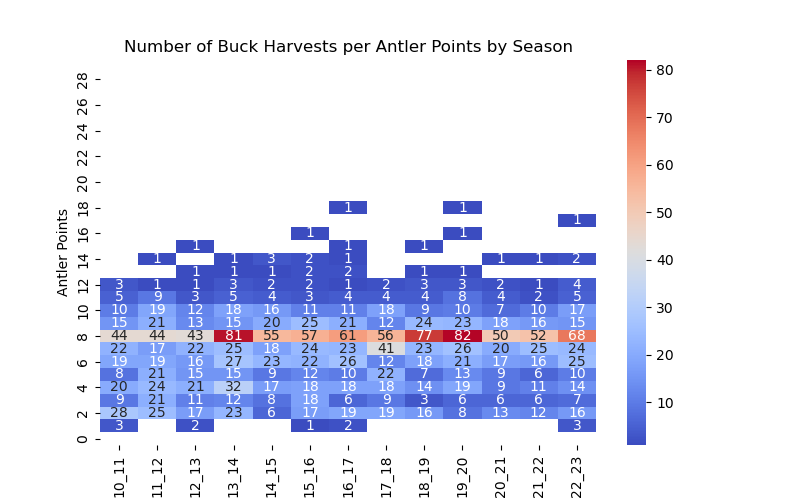 Number of Buck Harvests per Antler Points by Season
Antler Points
28
26
24
22
20
18 1 1
1
16 1 1
1 1 1
14 1 1 3 2 1 1 1 2
1 1 1 2 2 1 1
12 3 1 1 3 2 2 1 2 3 3 2 1 4
5 9 3 5 4 3 4 4 4 8 4 2 5
10 10 19 12 18 16 11 11 18 9 10 7 10 17
15 21 13 15 20 25 21 12 24 23 18 16 15
8 44 44 43 81 55 57 61 56 77 82 50 52 68
22 17 22 25 18 24 23 41 23 26 20 25 24
6 19 19 16 27 23 22 26 12 18 21 17 16 25
8 21 15 15 9 12 10 22 7 13 9 6 10
4 20 24 21 32 17 18 18 18 14 19 9 11 14
9 21 11 12 8 18 6 9 3 6 6 6 7
2 28 25 17 23 6 17 19 19 16 8 13 12 16
3 2 1 2 3
0
10_11 11_12 12_13 13_14 14_15 15_16 16_17 17_18 18_19 19_20 20_21 21_22 22_23
80
70
60
50
40
30
20
10